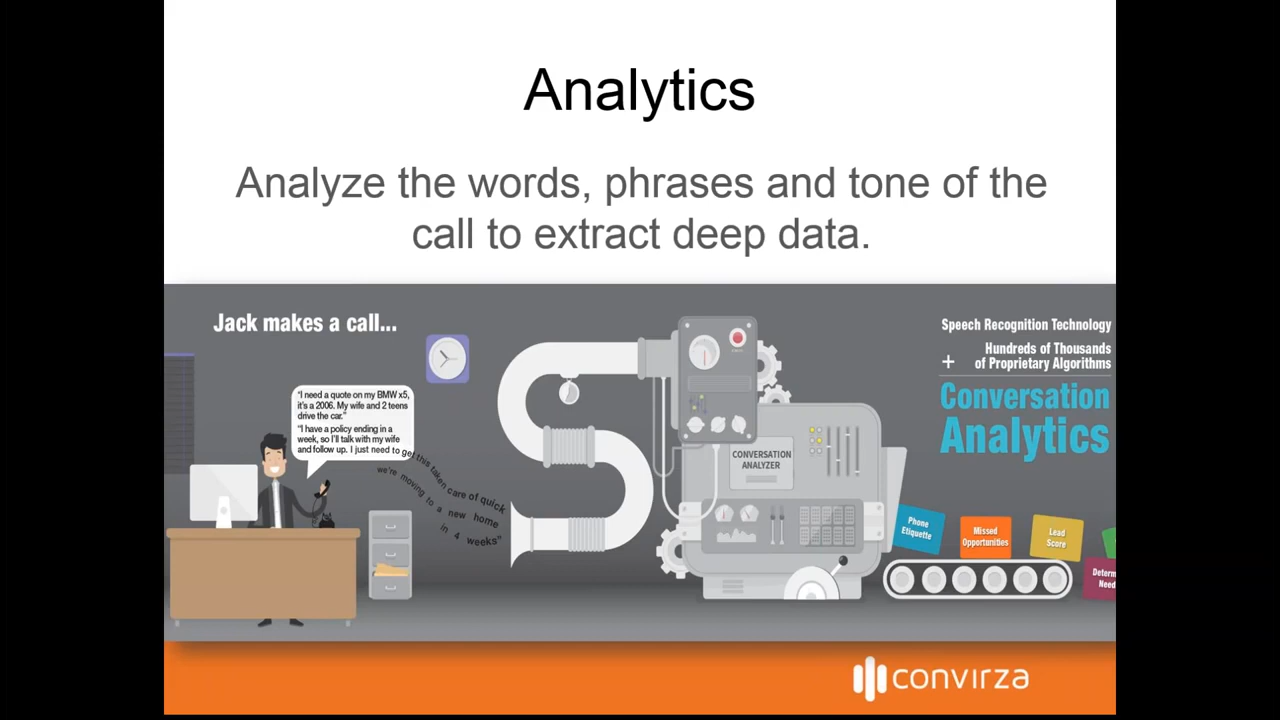 Analytics
Analyze the words, phrases and tone of the
call to extract deep data.
Jack makes a call...
"I need a quote on my BMW x5,
it's a 2006. My wife and 2 teens
drive the car."
"I have a policy ending in a
week, so I'll talk with my wife
and follow up. I just need to get this taken care of quick
we're moving to a new home
in 4 weeks"
CONVERSATION
ANALYZER
Speech Recognition Technology
+ Hundreds of Thousands
of Proprietary Algorithms
Conversation
Analytics
Phone
Etiquette
Missed
Opportunities
Lead
Score
Determ
Need
convirza